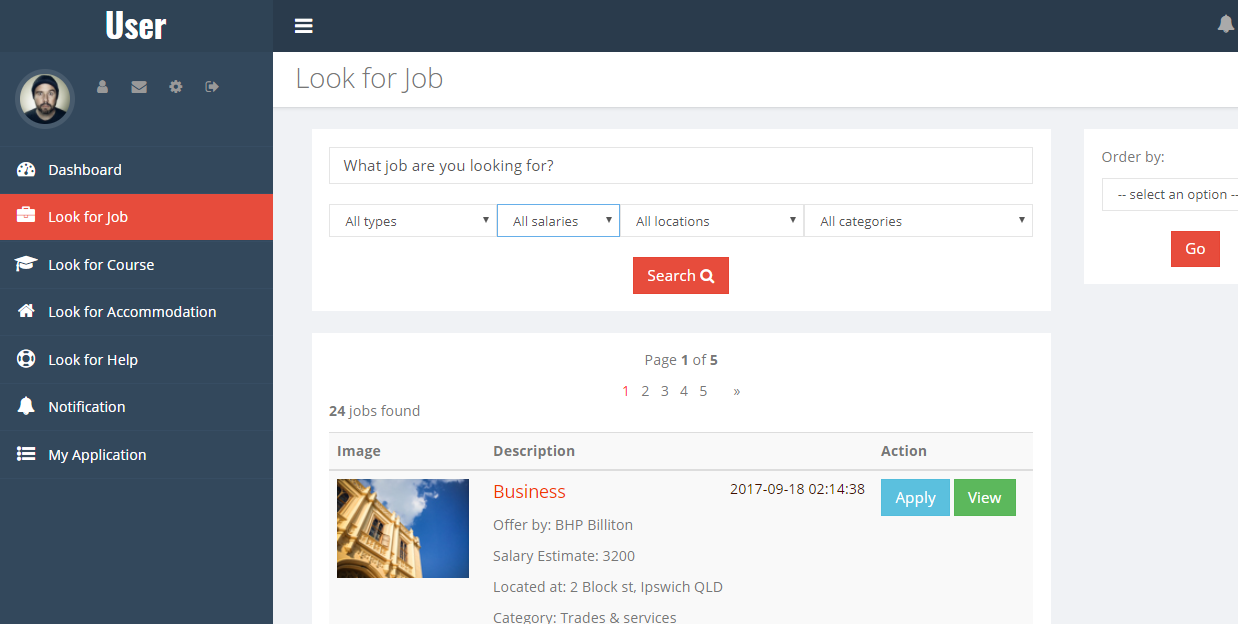 User
Look for Job
Dashboard
Look for Job
Look for Course
Look for Accommodation
Look for Help
Notification
My Application
What job are you looking for?
All types All salaries All locations All categories
Search
Order by:
-- select an option --
Go
Page 1 of 5
1 2 3 4 5 »
24 jobs found
Image Description Action
Business 2017-09-18 02:14:38 Apply View
Offer by: BHP Billiton
Salary Estimate: 3200
Located at: 2 Block st, Ipswich QLD
Category: Trades & services